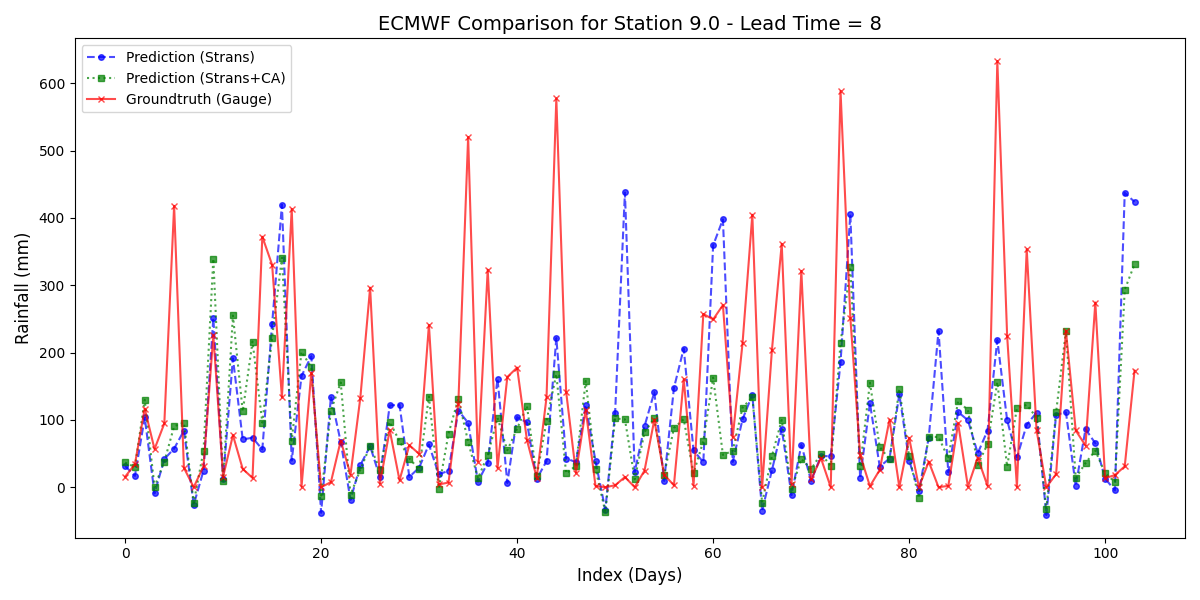 ECMWF Comparison for Station 9.0 - Lead Time = 8
Prediction (Strans)
Prediction (Strans+CA)
Groundtruth (Gauge)
Rainfall (mm)
600
500
400
300
200
100
0
0 20 40 60 80 100
Index (Days)